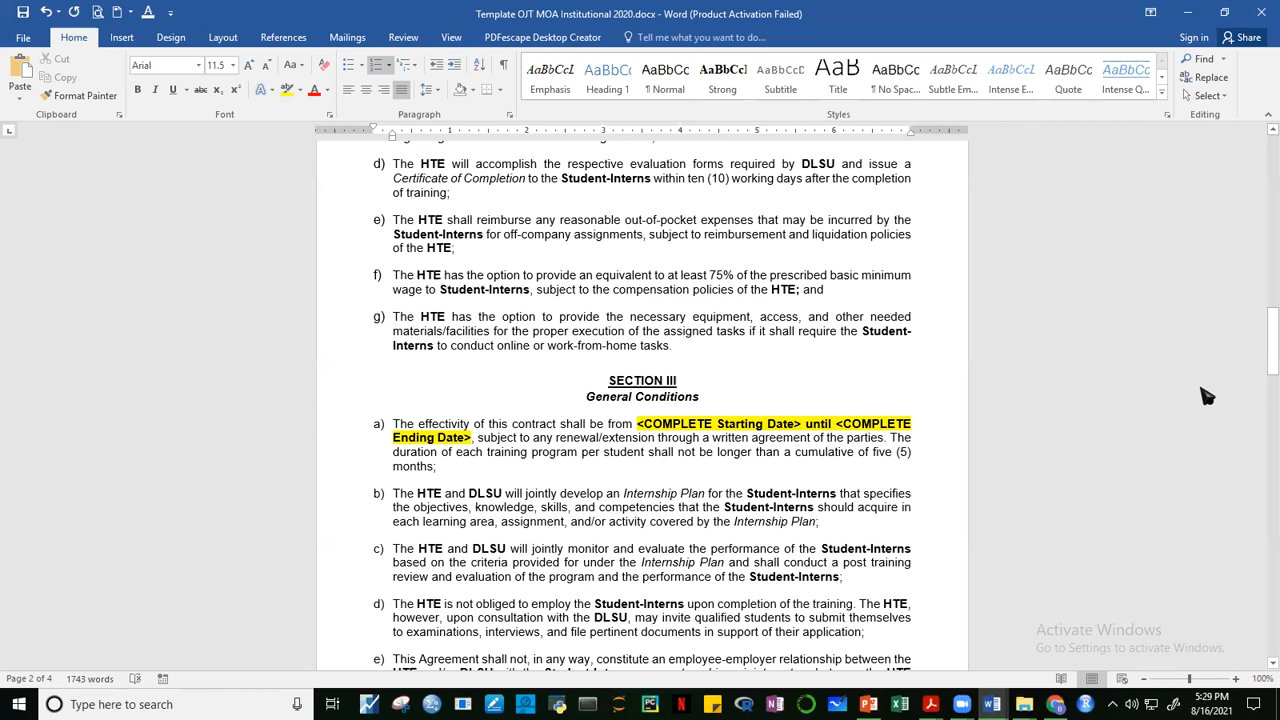 Template OJT MOA Institutional 2020.docx - Word (Product Activation Failed)
File Home Insert Design Layout References Mailings Review View PDFescape Desktop Creator Tell me what you want to do... Sign in Share
Cut
Copy
Format Painter
Paste
Arial 11.5
Find
Replace
Select
AaBbCcL AaBbCc AaBbCc AaBbCc] AaBbCc AaB AaBbCc AaBbCc AaBbCc AaBbCc AaBbCc
Emphasis Heading 1 ¶ Normal Strong Subtitle Title ¶ No Spac... Subtle Em... Intense E... Quote Intense Q...
Clipboard Font Paragraph Styles Editing
1 2 3 4 5 6
d) The HTE will accomplish the respective evaluation forms required by DLSU and issue a
Certificate of Completion to the Student-Interns within ten (10) working days after the completion
of training;
e) The HTE shall reimburse any reasonable out-of-pocket expenses that may be incurred by the
Student-Interns for off-company assignments, subject to reimbursement and liquidation policies
of the HTE;
f) The HTE has the option to provide an equivalent to at least 75% of the prescribed basic minimum
wage to Student-Interns, subject to the compensation policies of the HTE; and
g) The HTE has the option to provide the necessary equipment, access, and other needed
materials/facilities for the proper execution of the assigned tasks if it shall require the Student-
Interns to conduct online or work-from-home tasks.
SECTION III
General Conditions
a) The effectivity of this contract shall be from <COMPLETE Starting Date> until <COMPLETE
Ending Date>, subject to any renewal/extension through a written agreement of the parties. The
duration of each training program per student shall not be longer than a cumulative of five (5)
months;
b) The HTE and DLSU will jointly develop an Internship Plan for the Student-Interns that specifies
the objectives, knowledge, skills, and competencies that the Student-Interns should acquire in
each learning area, assignment, and/or activity covered by the Internship Plan;
c) The HTE and DLSU will jointly monitor and evaluate the performance of the Student-Interns
based on the criteria provided for under the Internship Plan and shall conduct a post training
review and evaluation of the program and the performance of the Student-Interns;
d) The HTE is not obliged to employ the Student-Interns upon completion of the training. The HTE,
however, upon consultation with the DLSU, may invite qualified students to submit themselves
to examinations, interviews, and file pertinent documents in support of their application;
e) This Agreement shall not, in any way, constitute an employee-employer relationship between the
Activate Windows
Go to Settings to activate Windows.
Page 2 of 4 1743 words 100%
Type here to search
5:29 PM
8/16/2021